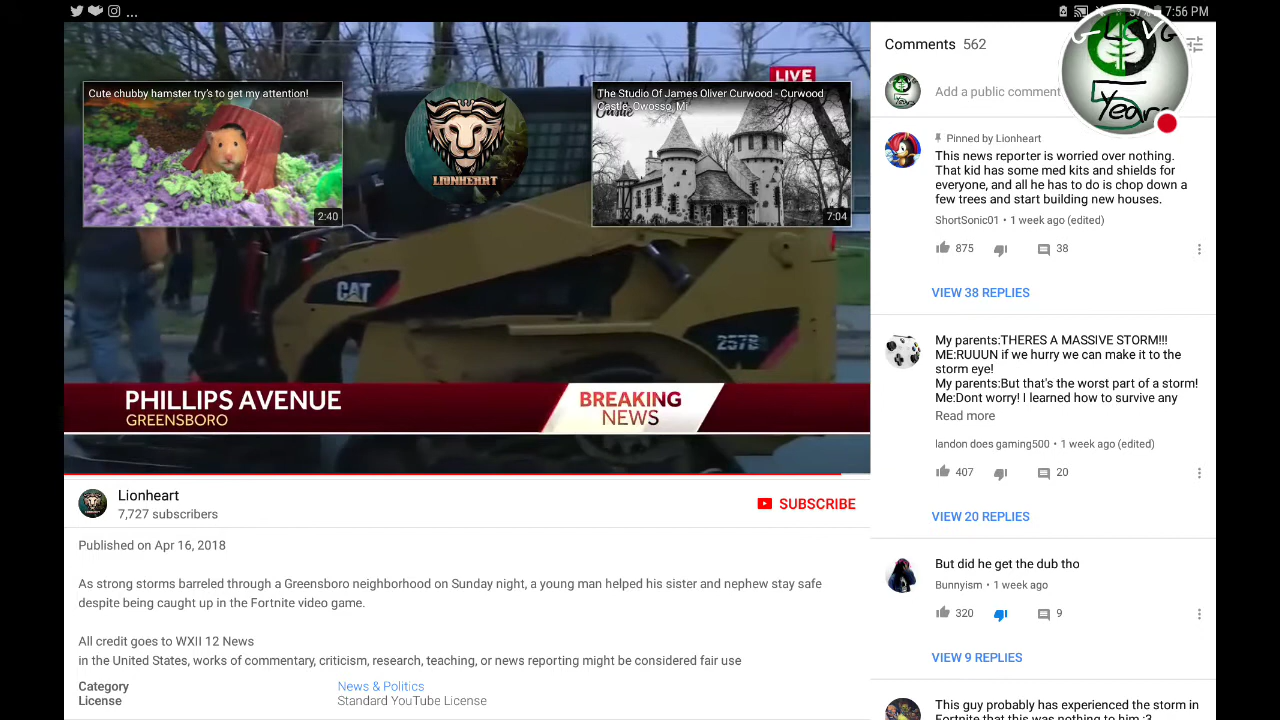 ...
57%
7:56 PM
Cute chubby hamster try's to get my attention!
2:40
LIONHEART
LIVE
The Studio Of James Oliver Curwood - Curwood
Castle, Owosso, Mi
Castle
7:04
CAT
257B
PHILLIPS AVENUE
GREENSBORO
BREAKING
NEWS
Lionheart
7,727 subscribers
SUBSCRIBE
Published on Apr 16, 2018
As strong storms barreled through a Greensboro neighborhood on Sunday night, a young man helped his sister and nephew stay safe
despite being caught up in the Fortnite video game.
All credit goes to WXII 12 News
in the United States, works of commentary, criticism, research, teaching, or news reporting might be considered fair use
Category
News & Politics
License
Standard YouTube License
Comments 562
Years
Add a public comment
Pinned by Lionheart
This news reporter is worried over nothing.
That kid has some med kits and shields for
everyone, and all he has to do is chop down a
few trees and start building new houses.
ShortSonic01 • 1 week ago (edited)
875
38
VIEW 38 REPLIES
My parents:THERES A MASSIVE STORM!!!
ME:RUUUN if we hurry we can make it to the
storm eye!
My parents:But that's the worst part of a storm!
Me:Dont worry! I learned how to survive any
Read more
landon does gaming500 • 1 week ago (edited)
407
20
VIEW 20 REPLIES
But did he get the dub tho
Bunnyism • 1 week ago
320
9
VIEW 9 REPLIES
This guy probably has experienced the storm in
Fortnite that this was nothing to him :3